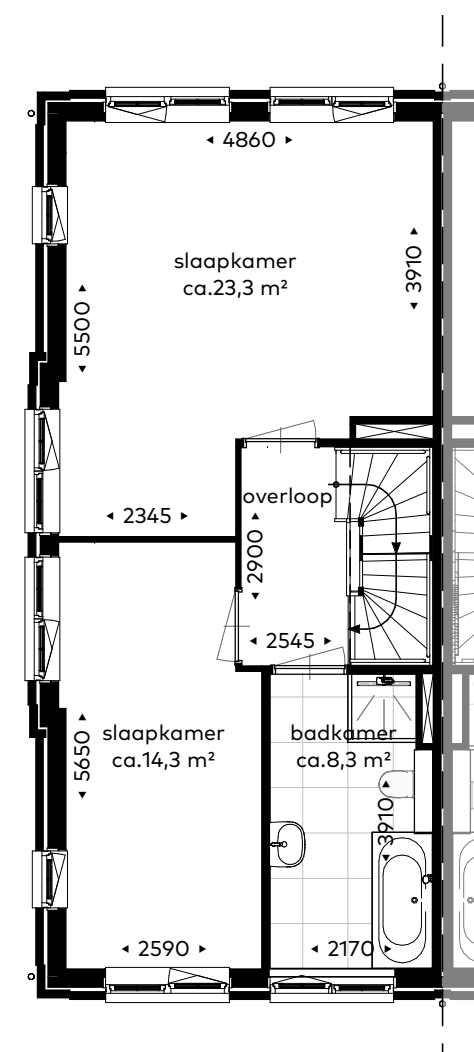 4860
slaapkamer
ca.23,3 m²
3910
5500
overloop
2345
2900
2545
slaapkamer
ca.14,3 m²
badkamer
ca.8,3 m²
5650
3910
2590
2170